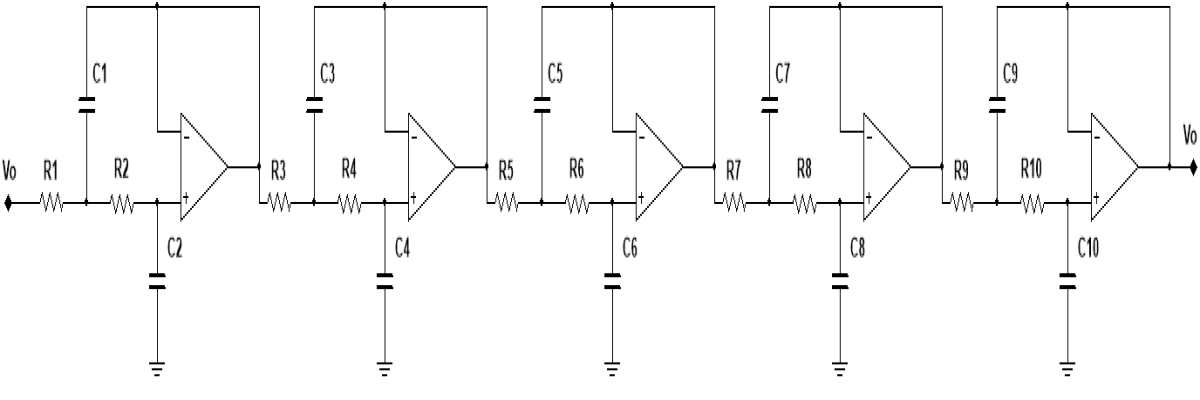 C1 C3 C5 C7 C9
Vo R1 R2 R3 R4 R5 R6 R7 R8 R9 R10 Vo
- - - - -
+ + + + +
C2 C4 C6 C8 C10